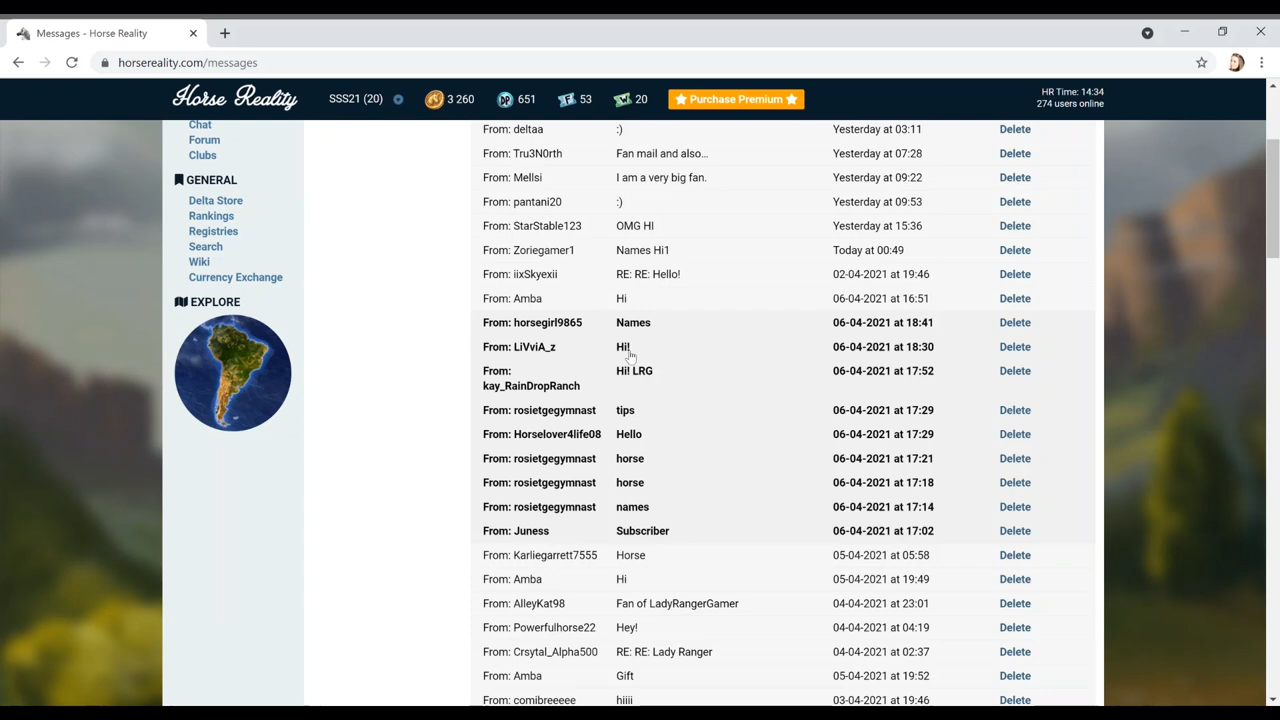 Messages - Horse Reality
horsereality.com/messages
Horse Reality
SSS21 (20)
3 260
651
53
20
Purchase Premium
HR Time: 14:34
274 users online
Chat
Forum
Clubs
GENERAL
Delta Store
Rankings
Registries
Search
Wiki
Currency Exchange
EXPLORE
From: deltaa :) Yesterday at 03:11 Delete
From: Tru3N0rth Fan mail and also... Yesterday at 07:28 Delete
From: Mellsi I am a very big fan. Yesterday at 09:22 Delete
From: pantani20 :) Yesterday at 09:53 Delete
From: StarStable123 OMG HI Yesterday at 15:36 Delete
From: Zoriegamer1 Names Hi1 Today at 00:49 Delete
From: iixSkyexii RE: RE: Hello! 02-04-2021 at 19:46 Delete
From: Amba Hi 06-04-2021 at 16:51 Delete
From: horsegirl9865 Names 06-04-2021 at 18:41 Delete
From: LiVviA_z Hi! 06-04-2021 at 18:30 Delete
From: Hi! LRG 06-04-2021 at 17:52 Delete
kay_RainDropRanch
From: rosietgegymnast tips 06-04-2021 at 17:29 Delete
From: Horselover4life08 Hello 06-04-2021 at 17:29 Delete
From: rosietgegymnast horse 06-04-2021 at 17:21 Delete
From: rosietgegymnast horse 06-04-2021 at 17:18 Delete
From: rosietgegymnast names 06-04-2021 at 17:14 Delete
From: Juness Subscriber 06-04-2021 at 17:02 Delete
From: Karliegarrett7555 Horse 05-04-2021 at 05:58 Delete
From: Amba Hi 05-04-2021 at 19:49 Delete
From: AlleyKat98 Fan of LadyRangerGamer 04-04-2021 at 23:01 Delete
From: Powerfulhorse22 Hey! 04-04-2021 at 04:19 Delete
From: Crsytal_Alpha500 RE: RE: Lady Ranger 04-04-2021 at 02:37 Delete
From: Amba Gift 05-04-2021 at 19:52 Delete
From: comibreeeee hiiii 03-04-2021 at 19:46 Delete